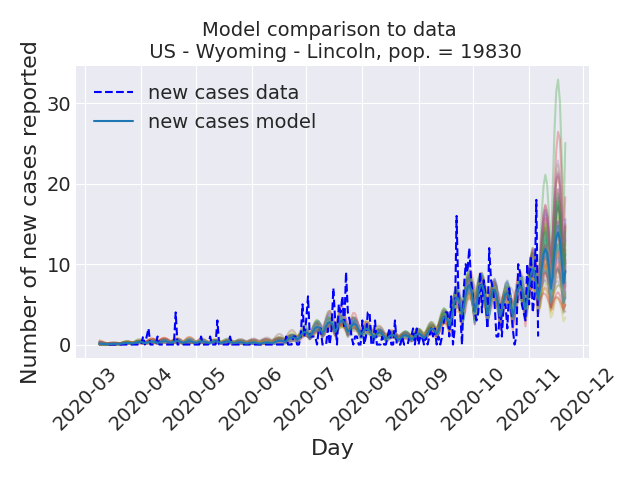 Model comparison to data
US - Wyoming - Lincoln, pop. = 19830
Number of new cases reported
30
20
10
0
new cases data
new cases model
2020-03
2020-04
2020-05
2020-06
2020-07
2020-08
2020-09
2020-10
2020-11
2020-12
Day